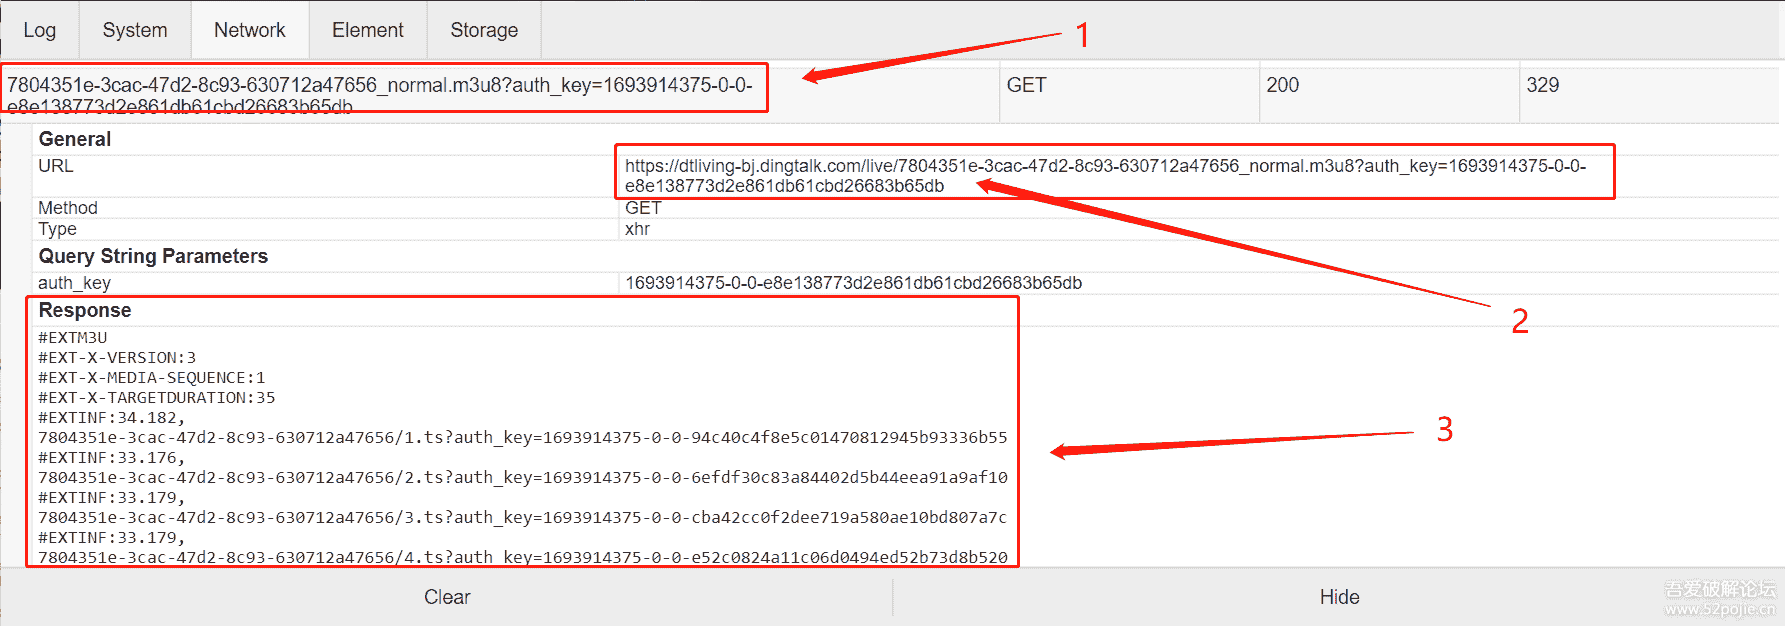 Log System Network Element Storage
1
7804351e-3cac-47d2-8c93-630712a47656_normal.m3u8?auth_key=1693914375-0-0- GET 200 329
e8e138773d2e861db61cbd26683b65db
General
URL https://dtliving-bj.dingtalk.com/live/7804351e-3cac-47d2-8c93-630712a47656_normal.m3u8?auth_key=1693914375-0-0-
e8e138773d2e861db61cbd26683b65db
Method GET
Type xhr
Query String Parameters
auth_key 1693914375-0-0-e8e138773d2e861db61cbd26683b65db
2
Response
#EXTM3U
#EXT-X-VERSION:3
#EXT-X-MEDIA-SEQUENCE:1
#EXT-X-TARGETDURATION:35
#EXTINF:34.182,
7804351e-3cac-47d2-8c93-630712a47656/1.ts?auth_key=1693914375-0-0-94c40c4f8e5c01470812945b93336b55
3
#EXTINF:33.176,
7804351e-3cac-47d2-8c93-630712a47656/2.ts?auth_key=1693914375-0-0-6efdf30c83a84402d5b44eea91a9af10
#EXTINF:33.179,
7804351e-3cac-47d2-8c93-630712a47656/3.ts?auth_key=1693914375-0-0-cba42cc0f2dee719a580ae10bd807a7c
#EXTINF:33.179,
7804351e-3cac-47d2-8c93-630712a47656/4.ts?auth_key=1693914375-0-0-e52c0824a11c06d0494ed52b73d8b520
Clear Hide
吾爱破解论坛
www.52pojie.cn